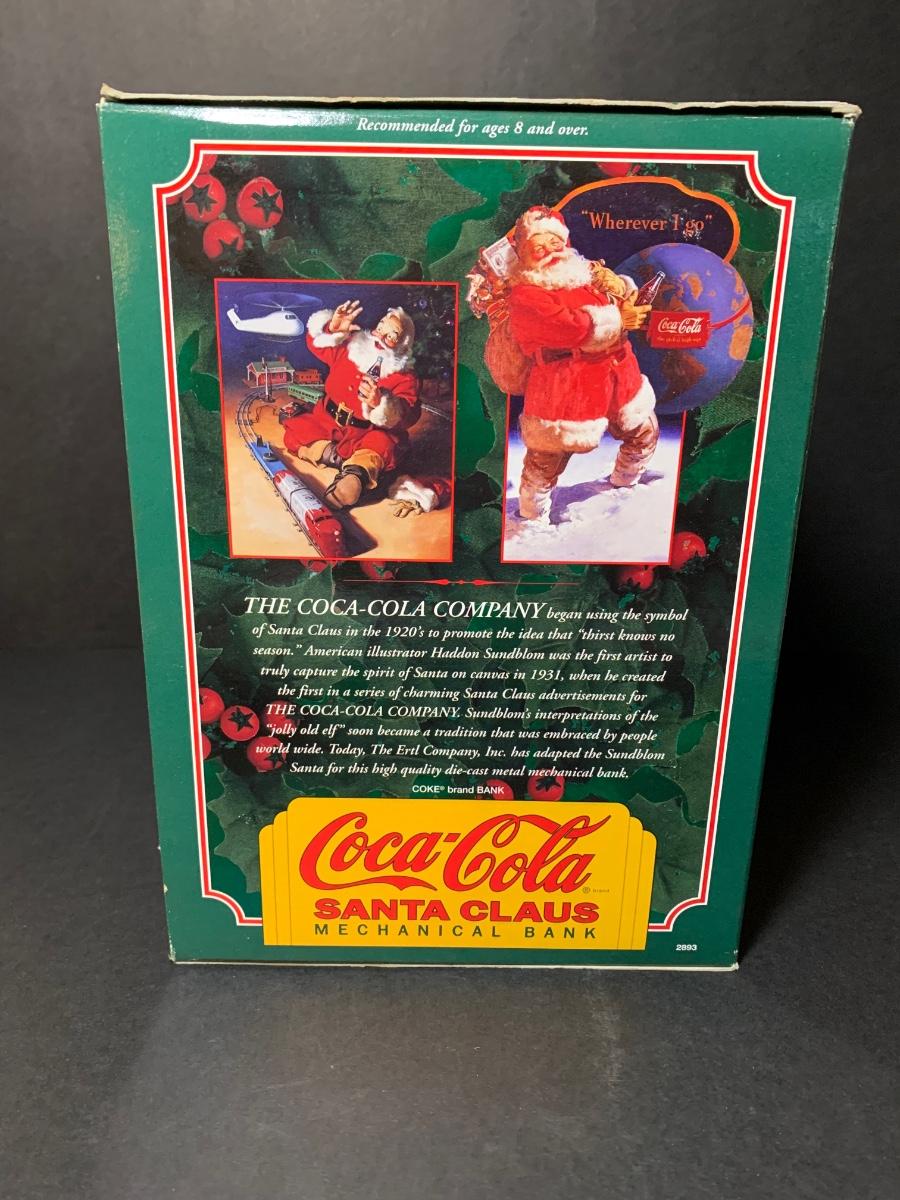 Recommended for ages 8 and over.
"Wherever I go"
Coca-Cola
the global high sign
THE COCA-COLA COMPANY began using the symbol
of Santa Claus in the 1920's to promote the idea that "thirst knows no
season." American illustrator Haddon Sundblom was the first artist to
truly capture the spirit of Santa on canvas in 1931, when he created
the first in a series of charming Santa Claus advertisements for
THE COCA-COLA COMPANY. Sundblom's interpretations of the
"jolly old elf" soon became a tradition that was embraced by people
world wide. Today, The Ertl Company, Inc. has adapted the Sundblom
Santa for this high quality die-cast metal mechanical bank.
COKE® brand BANK
Coca-Cola
® brand
SANTA CLAUS
MECHANICAL BANK
2893